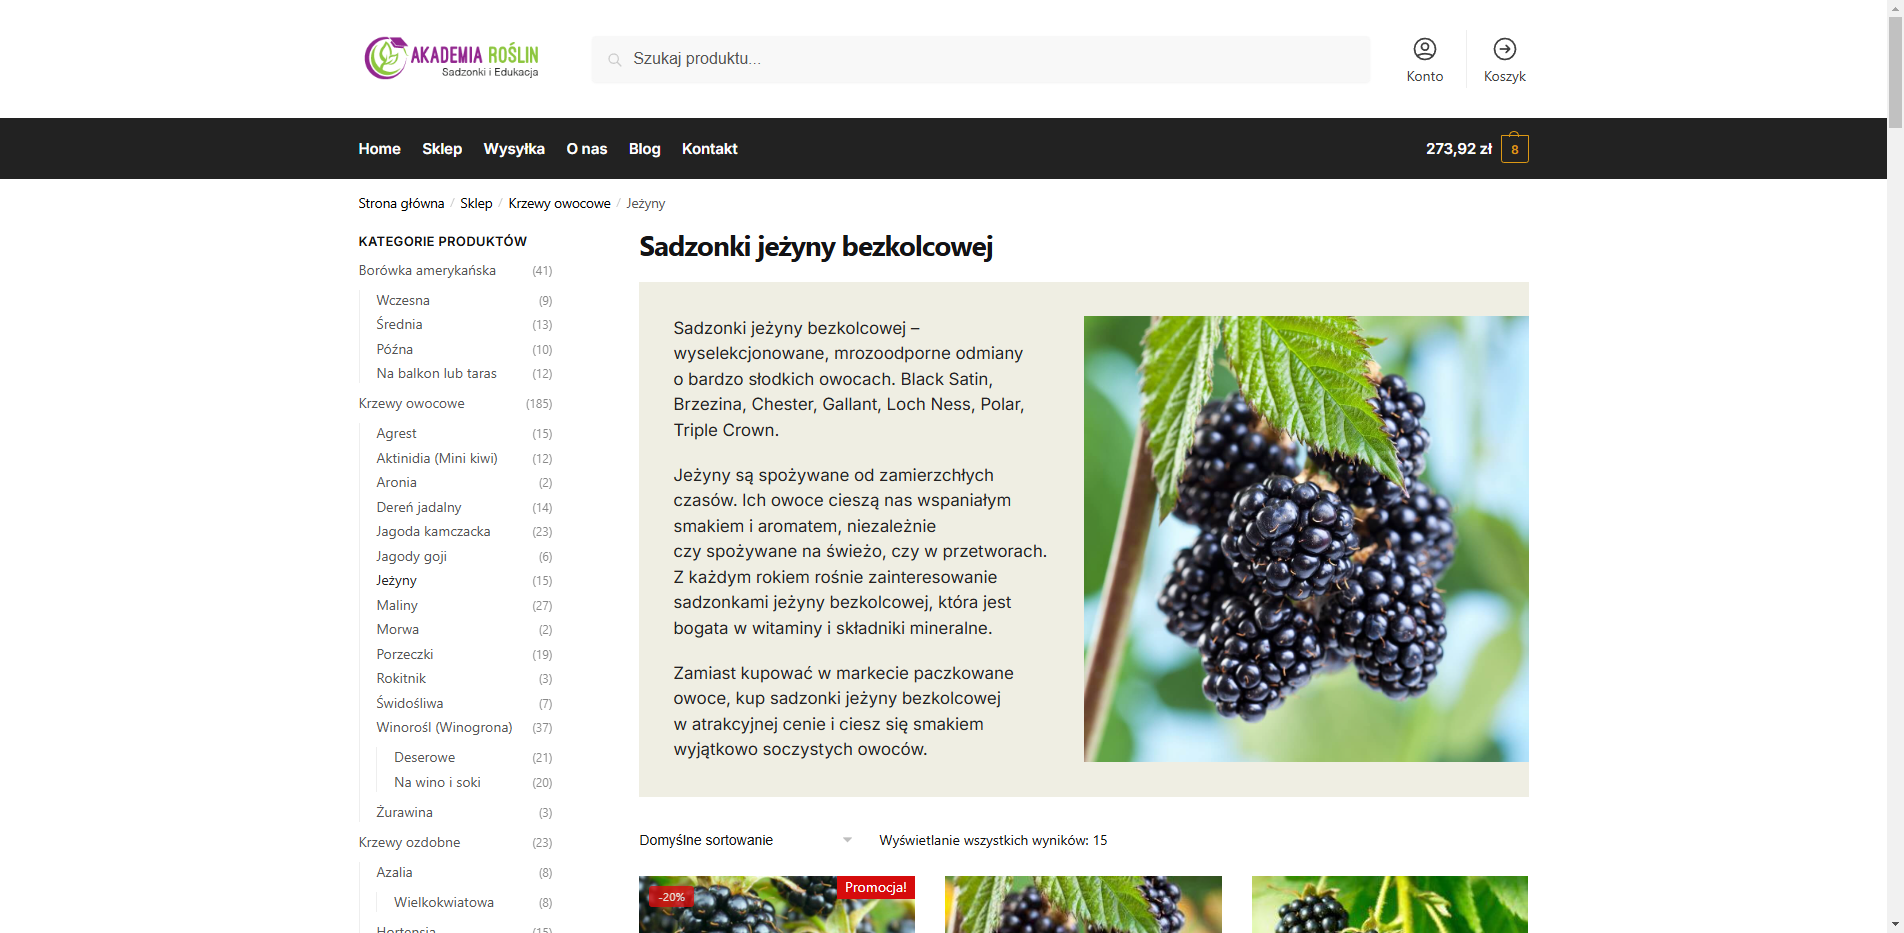 AKADEMIA ROŚLIN
Sadzonki i Edukacja
Szukaj produktu...
Konto
Koszyk
Home Sklep Wysyłka O nas Blog Kontakt
273,92 zł 8
Strona główna / Sklep / Krzewy owocowe / Jeżyny
KATEGORIE PRODUKTÓW
Borówka amerykańska (41)
Wczesna (9)
Średnia (13)
Późna (10)
Na balkon lub taras (12)
Krzewy owocowe (185)
Agrest (15)
Aktinidia (Mini kiwi) (12)
Aronia (2)
Dereń jadalny (14)
Jagoda kamczacka (23)
Jagody goji (6)
Jeżyny (15)
Maliny (27)
Morwa (2)
Porzeczki (19)
Rokitnik (3)
Świdośliwa (7)
Winorośl (Winogrona) (37)
Deserowe (21)
Na wino i soki (20)
Żurawina (3)
Krzewy ozdobne (23)
Azalia (8)
Wielkokwiatowa (8)
Hortensja (15)
Sadzonki jeżyny bezkolcowej
Sadzonki jeżyny bezkolcowej –
wyselekcjonowane, mrozoodporne odmiany
o bardzo słodkich owocach. Black Satin,
Brzezina, Chester, Gallant, Loch Ness, Polar,
Triple Crown.
Jeżyny są spożywane od zamierzchłych
czasów. Ich owoce cieszą nas wspaniałym
smakiem i aromatem, niezależnie
czy spożywane na świeżo, czy w przetworach.
Z każdym rokiem rośnie zainteresowanie
sadzonkami jeżyny bezkolcowej, która jest
bogata w witaminy i składniki mineralne.
Zamiast kupować w markecie paczkowane
owoce, kup sadzonki jeżyny bezkolcowej
w atrakcyjnej cenie i ciesz się smakiem
wyjątkowo soczystych owoców.
Domyślne sortowanie
Wyświetlanie wszystkich wyników: 15
-20%
Promocja!